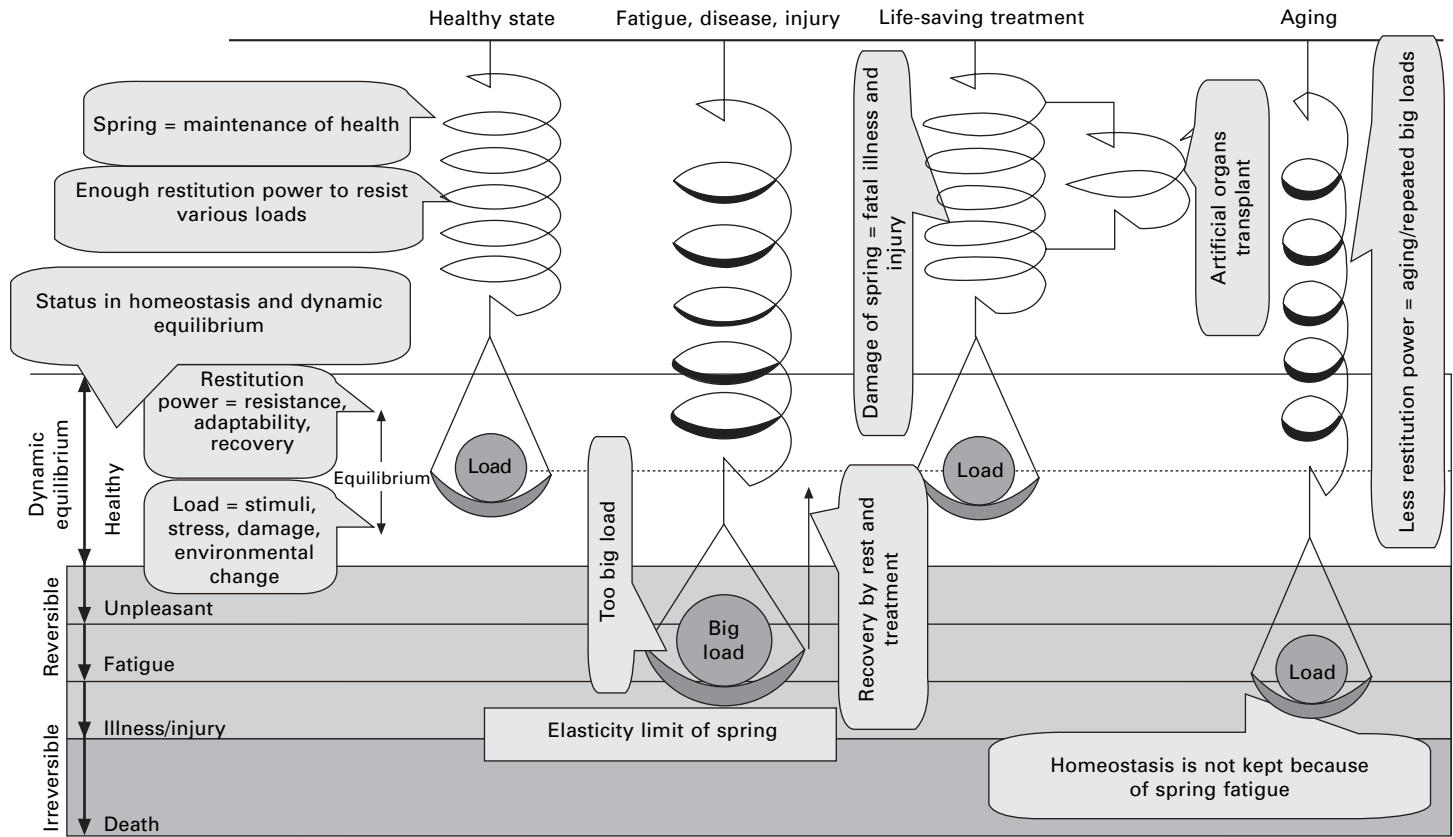 Healthy state
Fatigue, disease, injury
Life-saving treatment
Aging
Spring = maintenance of health
Enough restitution power to resist
various loads
Status in homeostasis and dynamic
equilibrium
Restitution
power = resistance,
adaptability,
recovery
Equilibrium
Load = stimuli,
stress, damage,
environmental
change
Dynamic
equilibrium
Healthy
Load
Too big load
Big
load
Recovery by rest and
treatment
Elasticity limit of spring
Damage of spring = fatal illness and
injury
Artificial organs
transplant
Load
Less restitution power = aging/repeated big loads
Load
Homeostasis is not kept because
of spring fatigue
Reversible
Unpleasant
Fatigue
Illness/injury
Irreversible
Death